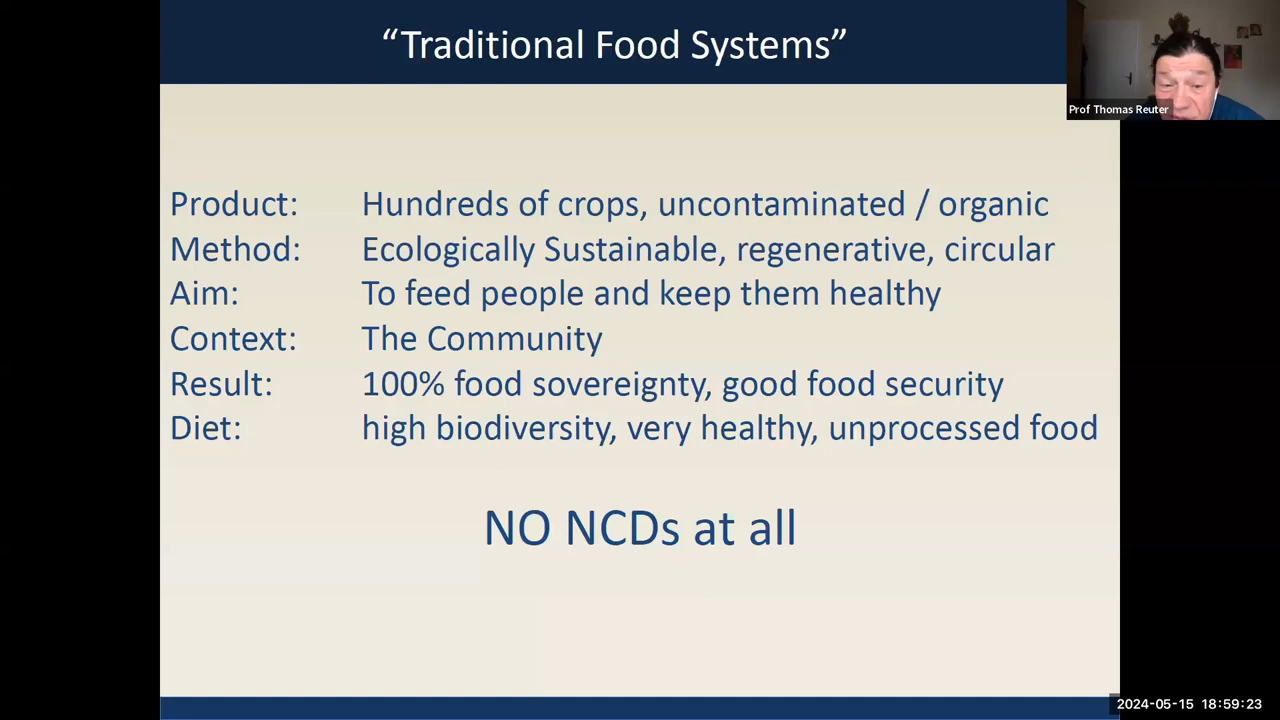 “Traditional Food Systems”
Prof Thomas Reuter
Product: Hundreds of crops, uncontaminated / organic
Method: Ecologically Sustainable, regenerative, circular
Aim: To feed people and keep them healthy
Context: The Community
Result: 100% food sovereignty, good food security
Diet: high biodiversity, very healthy, unprocessed food
NO NCDs at all
2024-05-15 18:59:23